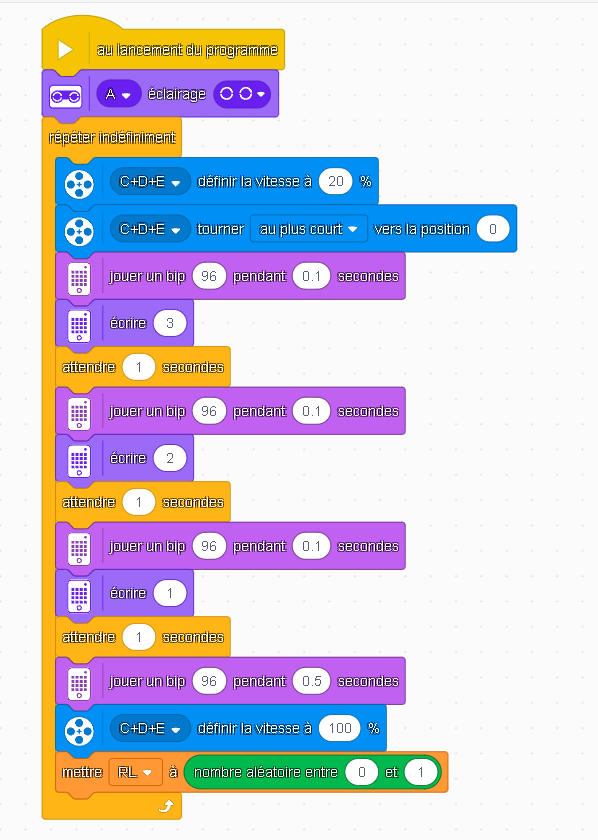 au lancement du programme
A éclairage
répéter indéfiniment
C+D+E définir la vitesse à 20 %
C+D+E tourner au plus court vers la position 0
jouer un bip 96 pendant 0.1 secondes
écrire 3
attendre 1 secondes
jouer un bip 96 pendant 0.1 secondes
écrire 2
attendre 1 secondes
jouer un bip 96 pendant 0.1 secondes
écrire 1
attendre 1 secondes
jouer un bip 96 pendant 0.5 secondes
C+D+E définir la vitesse à 100 %
mettre RL à nombre aléatoire entre 0 et 1